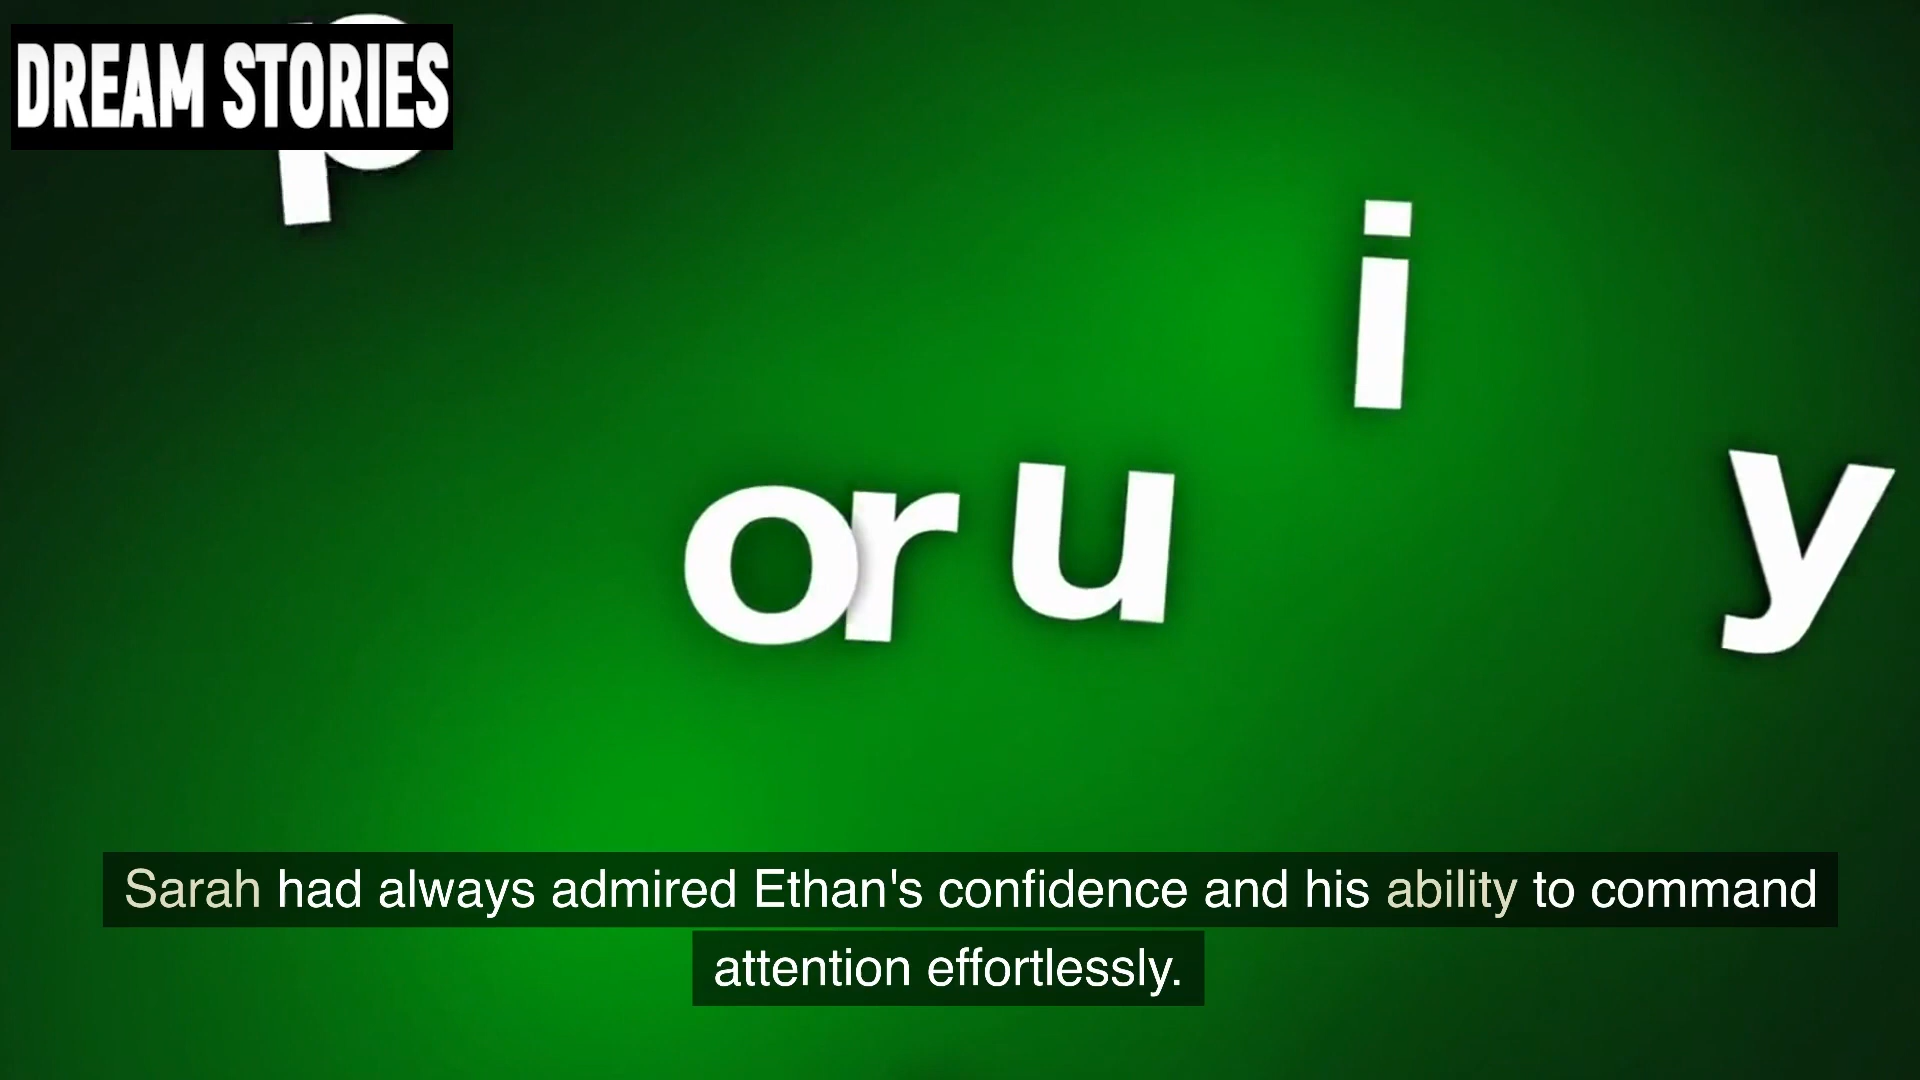 DREAM STORIES
p
i
y
or u
Sarah had always admired Ethan's confidence and his ability to command
attention effortlessly.